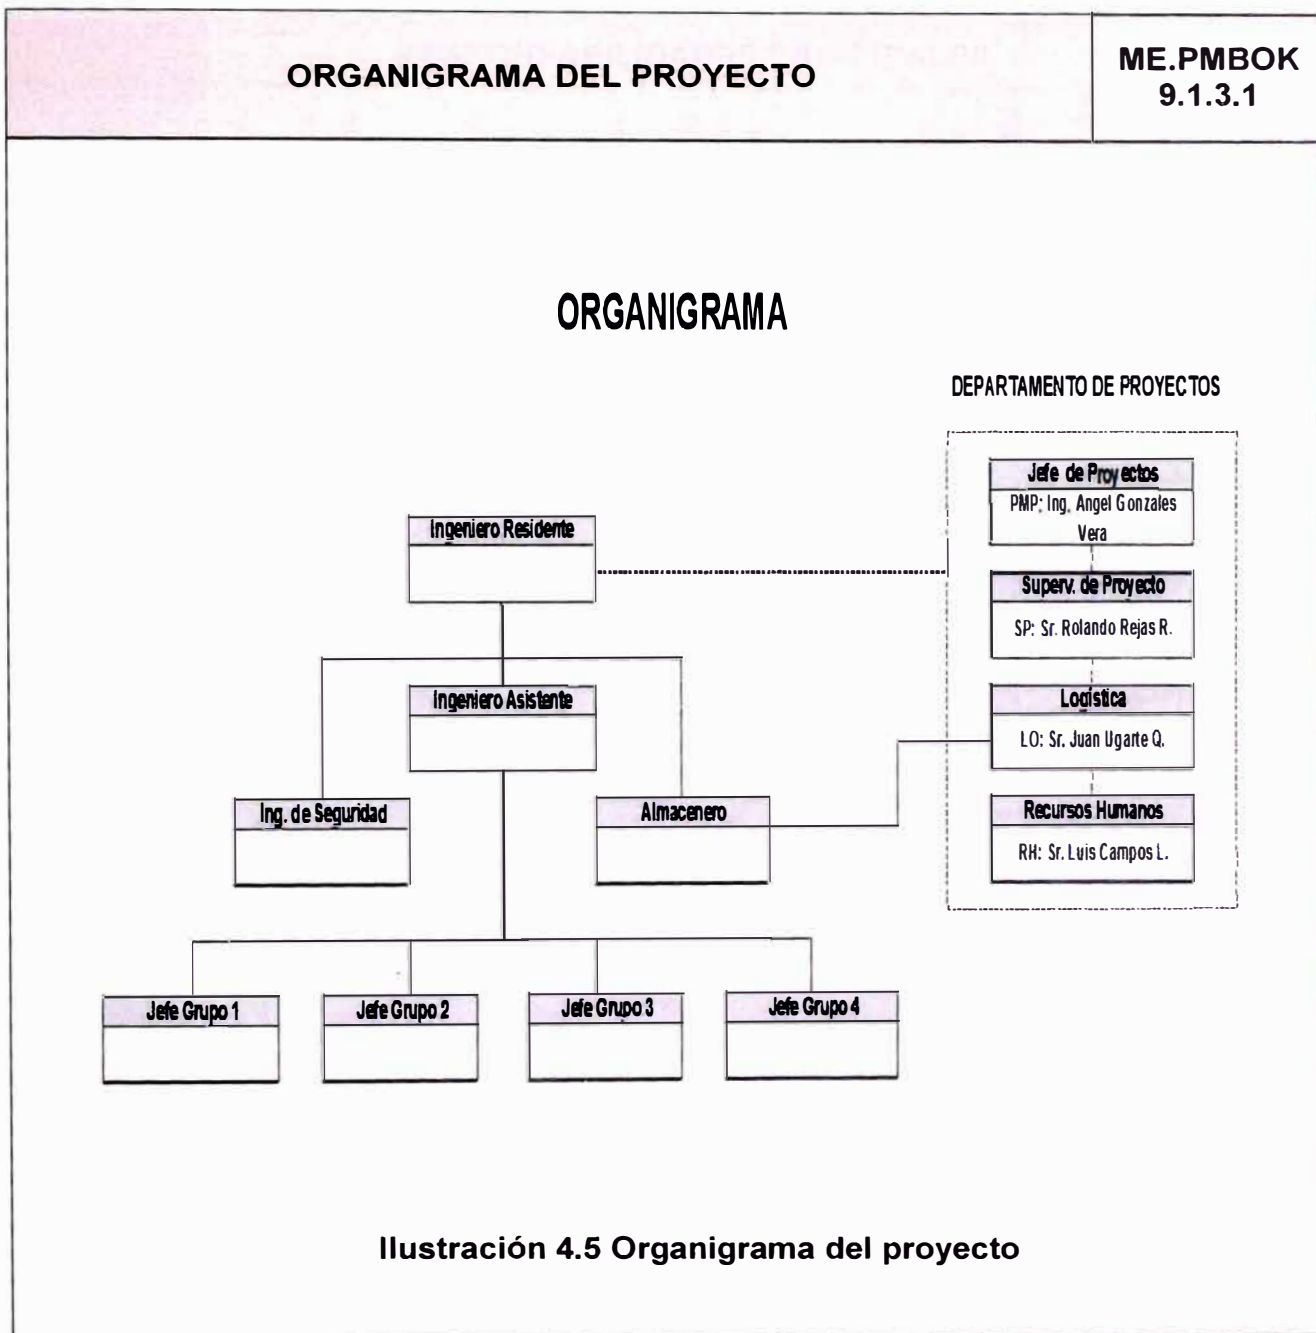 ORGANIGRAMA DEL PROYECTO
ME.PMBOK
9.1.3.1
ORGANIGRAMA
DEPARTAMENTO DE PROYECTOS
Jefe de Proyectos
PMP: Ing. Angel Gonzales
Vera
Ingeniero Residente
Superv. de Proyecto
SP: Sr. Rolando Rejas R.
Ingeniero Asistente
Logística
LO: Sr. Juan Ugarte Q.
Ing. de Seguridad
Almacenero
Recursos Humanos
RH: Sr. Luis Campos L.
Jefe Grupo 1
Jefe Grupo 2
Jefe Grupo 3
Jefe Grupo 4
Ilustración 4.5 Organigrama del proyecto